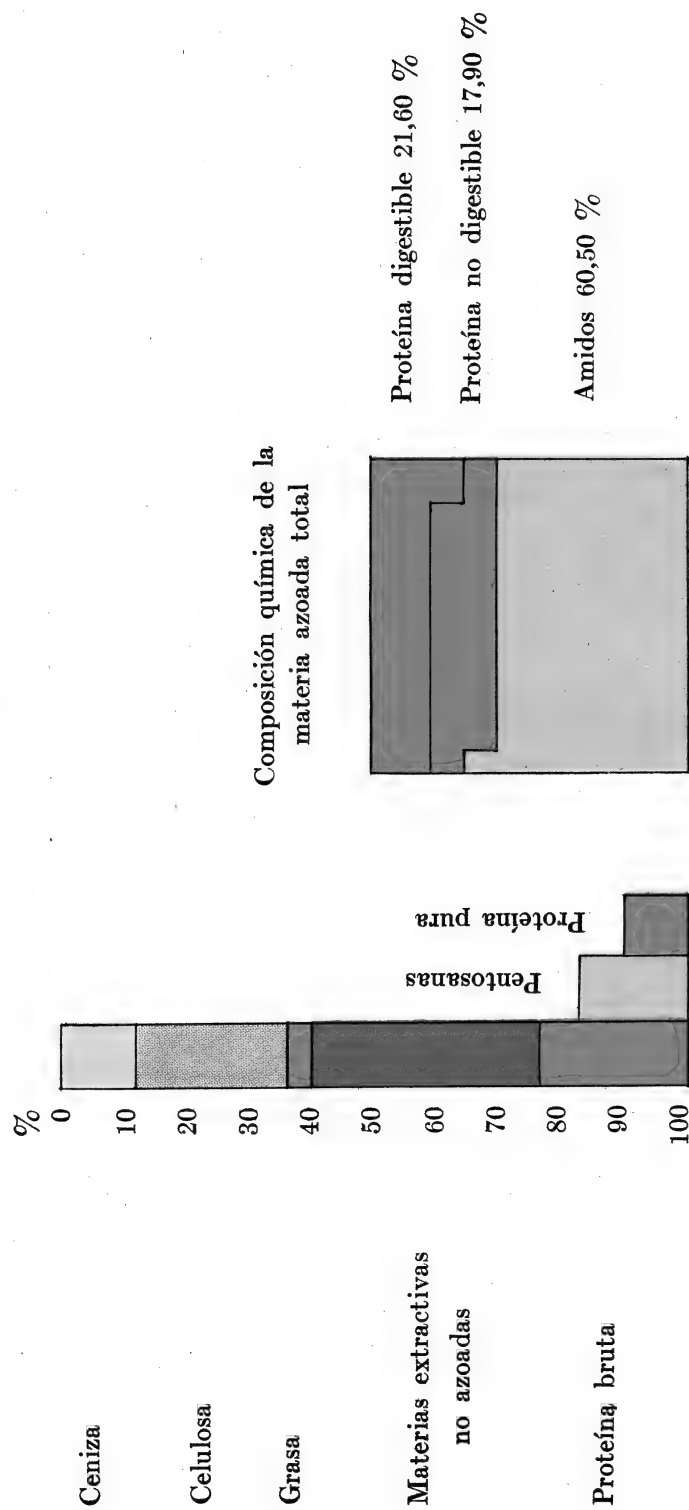 %
0
10
20
30
40
50
60
70
80
90
100
Ceniza
Celulosa
Grasa
Materias extractivas
no azoadas
Proteína bruta
Pentosanas
Proteína pura
Composición química de la
materia azoada total
Proteína digestible 21,60 %
Proteína no digestible 17,90 %
Amidos 60,50 %